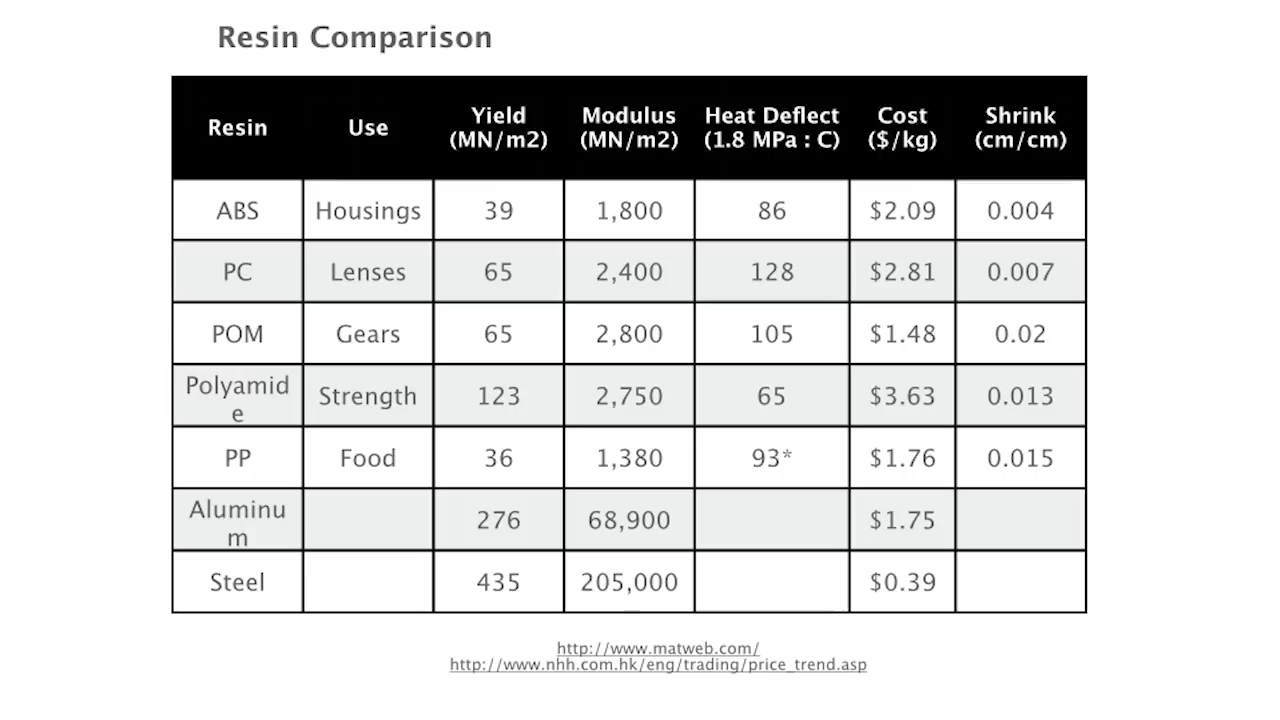 Resin Comparison
Resin Use Yield (MN/m2) Modulus (MN/m2) Heat Deflect (1.8 MPa : C) Cost ($/kg) Shrink (cm/cm)
ABS Housings 39 1,800 86 $2.09 0.004
PC Lenses 65 2,400 128 $2.81 0.007
POM Gears 65 2,800 105 $1.48 0.02
Polyamide Strength 123 2,750 65 $3.63 0.013
PP Food 36 1,380 93* $1.76 0.015
Aluminum 276 68,900 $1.75
Steel 435 205,000 $0.39
http://www.matweb.com/
http://www.nhh.com.hk/eng/trading/price_trend.asp